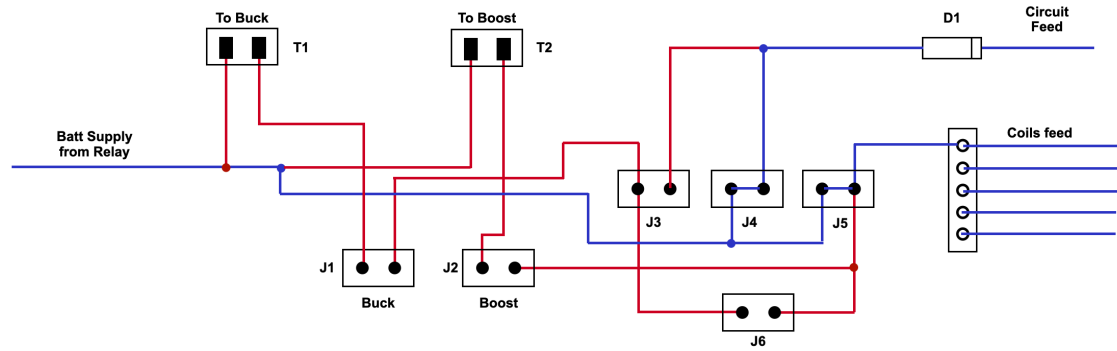 To Buck
T1
To Boost
T2
D1
Circuit
Feed
Batt Supply
from Relay
Coils feed
J3
J4
J5
J1
Buck
J2
Boost
J6